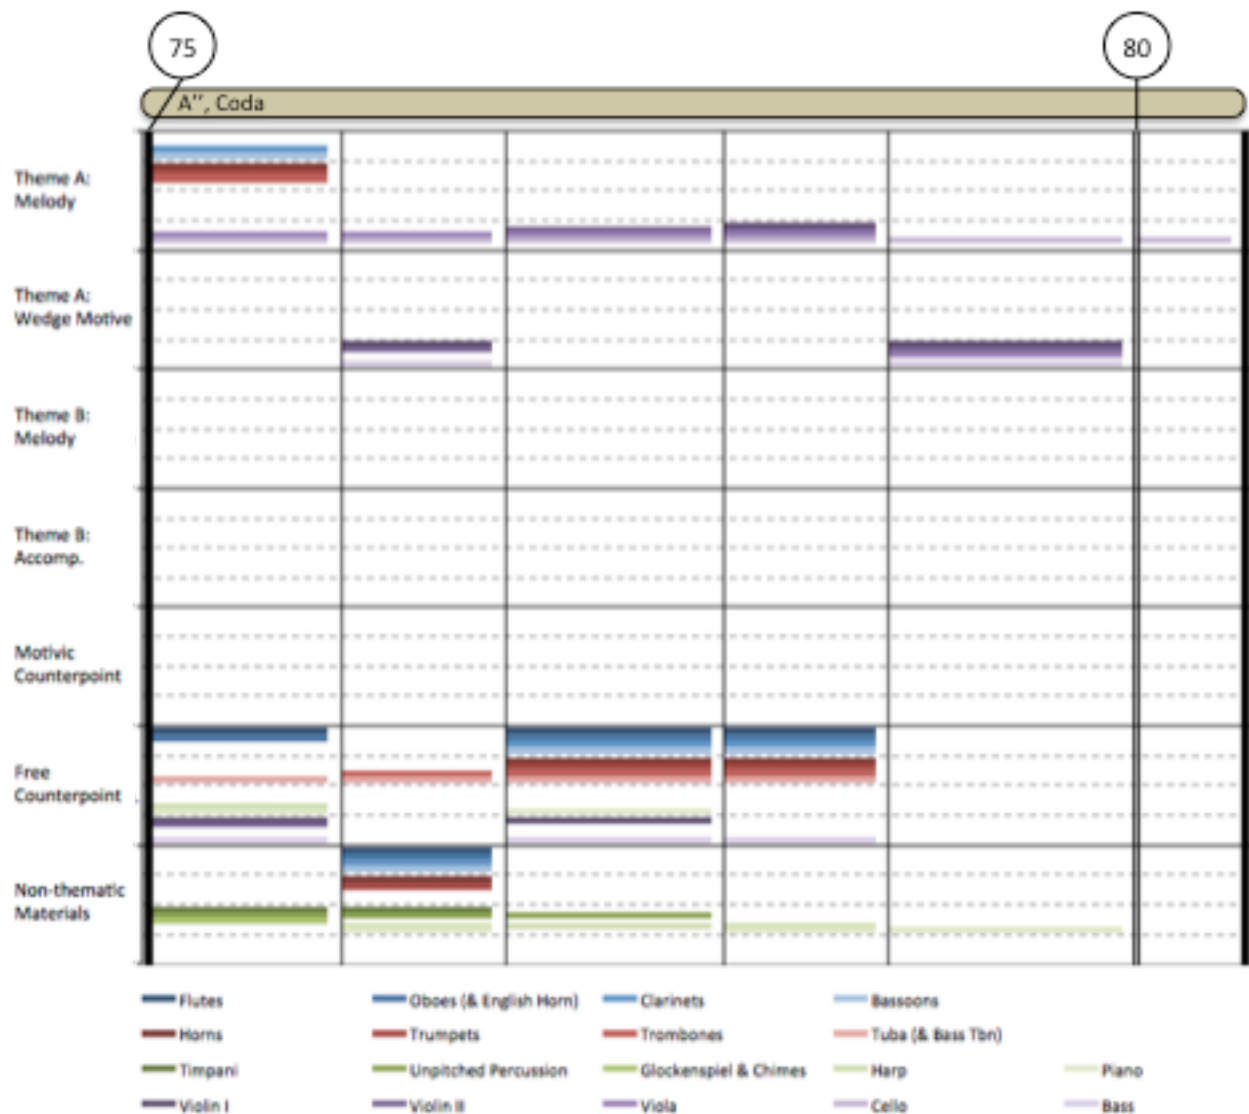 75
80
A'', Coda
Theme A:
Melody
Theme A:
Wedge Motive
Theme B:
Melody
Theme B:
Accomp.
Motivic
Counterpoint
Free
Counterpoint
Non-thematic
Materials
Flutes
Oboes (& English Horn)
Clarinets
Bassoons
Horns
Trumpets
Trombones
Tuba (& Bass Tbn)
Timpani
Unpitched Percussion
Glockenspiel & Chimes
Harp
Piano
Violin I
Violin II
Viola
Cello
Bass